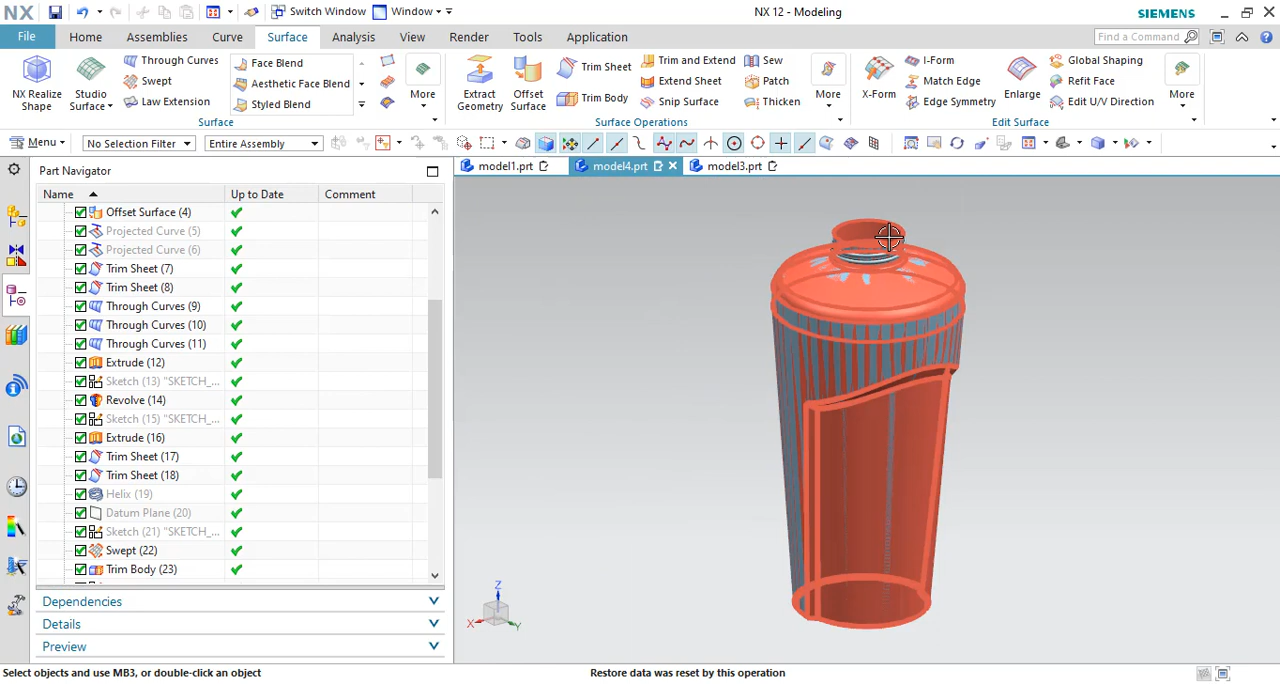 NX Switch Window Window NX 12 - Modeling SIEMENS
File Home Assemblies Curve Surface Analysis View Render Tools Application Find a Command
NX Realize Shape
Studio Surface
Through Curves
Swept
Law Extension
Face Blend
Aesthetic Face Blend
Styled Blend
More
Surface
Extract Geometry
Offset Surface
Trim Sheet
Trim Body
Trim and Extend
Extend Sheet
Snip Surface
Sew
Patch
Thicken
More
Surface Operations
X-Form
I-Form
Match Edge
Edge Symmetry
Enlarge
Global Shaping
Refit Face
Edit U/V Direction
More
Edit Surface
Menu No Selection Filter Entire Assembly
Part Navigator
model1.prt model4.prt model3.prt
Name Up to Date Comment
Offset Surface (4)
Projected Curve (5)
Projected Curve (6)
Trim Sheet (7)
Trim Sheet (8)
Through Curves (9)
Through Curves (10)
Through Curves (11)
Extrude (12)
Sketch (13) "SKETCH_...
Revolve (14)
Sketch (15) "SKETCH_...
Extrude (16)
Trim Sheet (17)
Trim Sheet (18)
Helix (19)
Datum Plane (20)
Sketch (21) "SKETCH_...
Swept (22)
Trim Body (23)
Dependencies
Details
Preview
Z
X
Y
Select objects and use MB3, or double-click an object
Restore data was reset by this operation